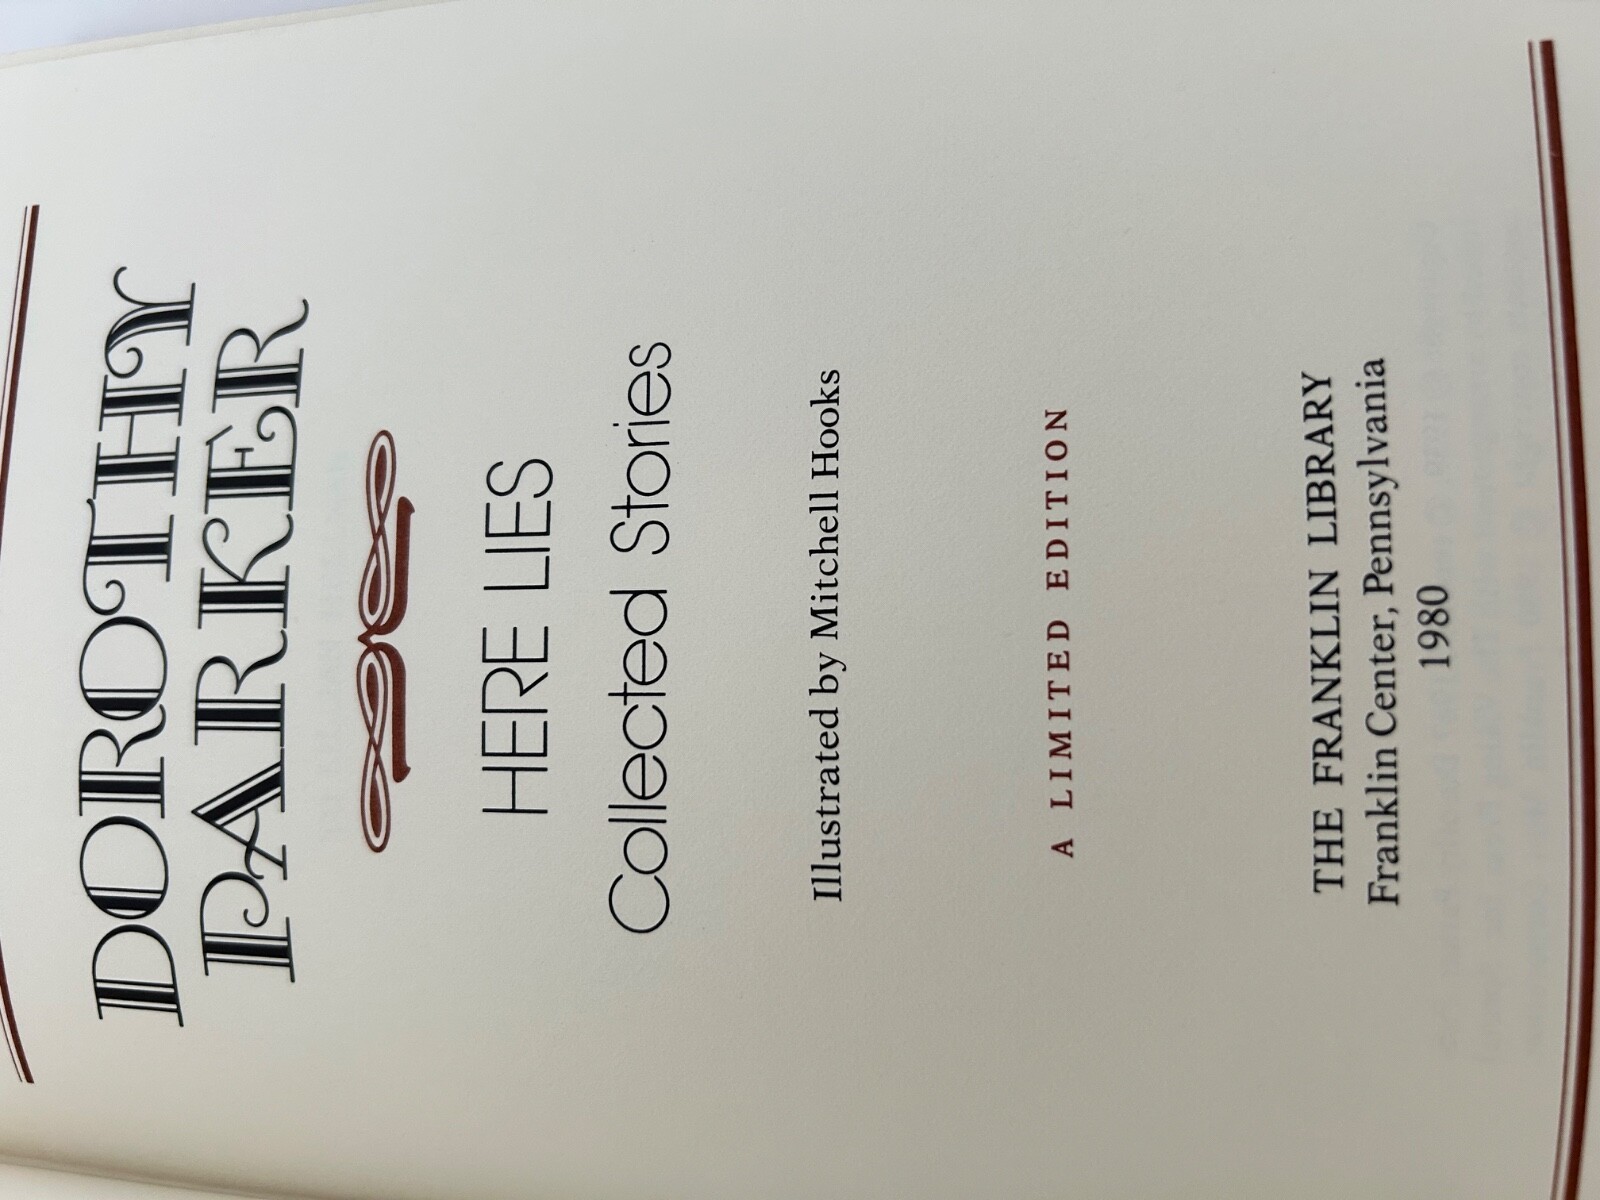 DOROTHY
PARKER
HERE LIES
Collected Stories
Illustrated by Mitchell Hooks
A LIMITED EDITION
THE FRANKLIN LIBRARY
Franklin Center, Pennsylvania
1980